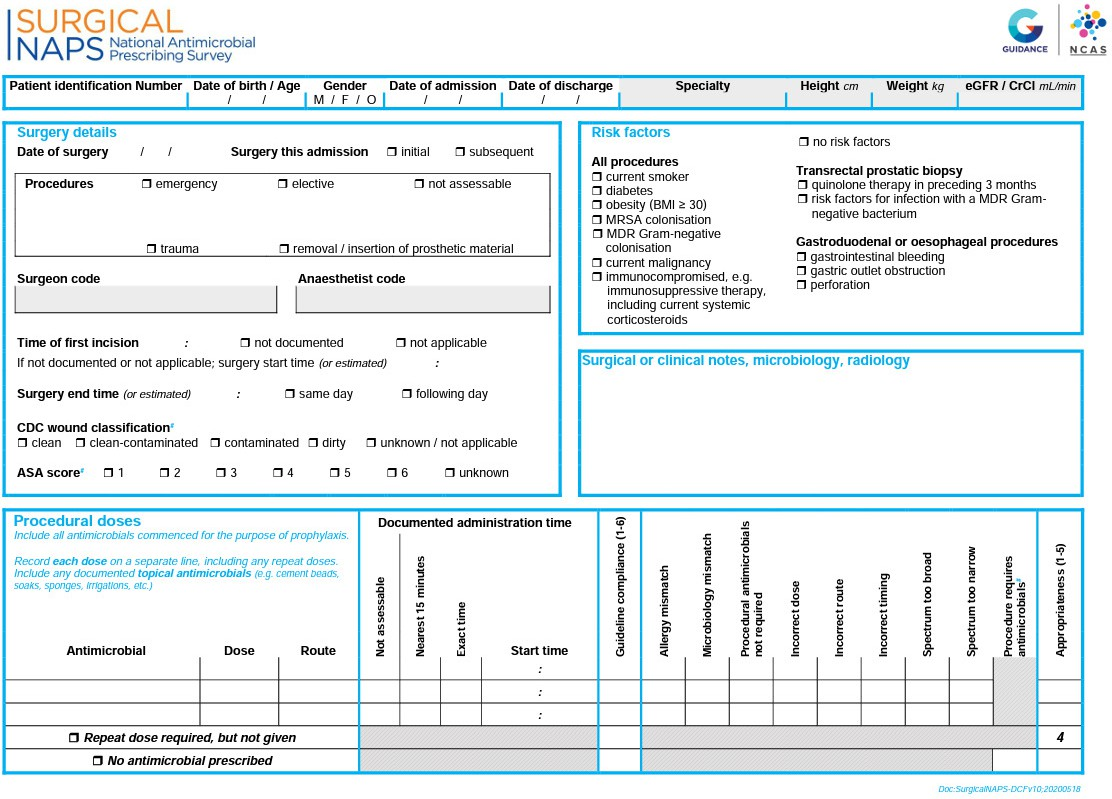 SURGICAL
NAPS National Antimicrobial
Prescribing Survey
GUIDANCE
NCAS
Patient identification Number Date of birth / Age Gender Date of admission Date of discharge Specialty Height cm Weight kg eGFR / CrCl mL/min
/ / M / F / O / / / /
Surgery details
Date of surgery / / Surgery this admission ❒ initial ❒ subsequent
Procedures ❒ emergency ❒ elective ❒ not assessable
❒ trauma ❒ removal / insertion of prosthetic material
Surgeon code Anaesthetist code
Time of first incision : ❒ not documented ❒ not applicable
If not documented or not applicable; surgery start time (or estimated) :
Surgery end time (or estimated) : ❒ same day ❒ following day
CDC wound classification#
❒ clean ❒ clean-contaminated ❒ contaminated ❒ dirty ❒ unknown / not applicable
ASA score# ❒ 1 ❒ 2 ❒ 3 ❒ 4 ❒ 5 ❒ 6 ❒ unknown
Risk factors
All procedures
❒ current smoker
❒ diabetes
❒ obesity (BMI ≥ 30)
❒ MRSA colonisation
❒ MDR Gram-negative
colonisation
❒ current malignancy
❒ immunocompromised, e.g.
immunosuppressive therapy,
including current systemic
corticosteroids
❒ no risk factors
Transrectal prostatic biopsy
❒ quinolone therapy in preceding 3 months
❒ risk factors for infection with a MDR Gram-
negative bacterium
Gastroduodenal or oesophageal procedures
❒ gastrointestinal bleeding
❒ gastric outlet obstruction
❒ perforation
Surgical or clinical notes, microbiology, radiology
Procedural doses
Include all antimicrobials commenced for the purpose of prophylaxis.
Record each dose on a separate line, including any repeat doses.
Include any documented topical antimicrobials (e.g. cement beads,
soaks, sponges, irrigations, etc.)
Antimicrobial Dose Route
Documented administration time
Not assessable
Nearest 15 minutes
Exact time
Start time
Guideline compliance (1-6)
Allergy mismatch
Microbiology mismatch
Procedural antimicrobials
not required
Incorrect dose
Incorrect route
Incorrect timing
Spectrum too broad
Spectrum too narrow
Procedure requires
antimicrobials#
Appropriateness (1-5)
:
:
:
❒ Repeat dose required, but not given 4
❒ No antimicrobial prescribed
Doc:SurgicalNAPS-DCFv10;20200518